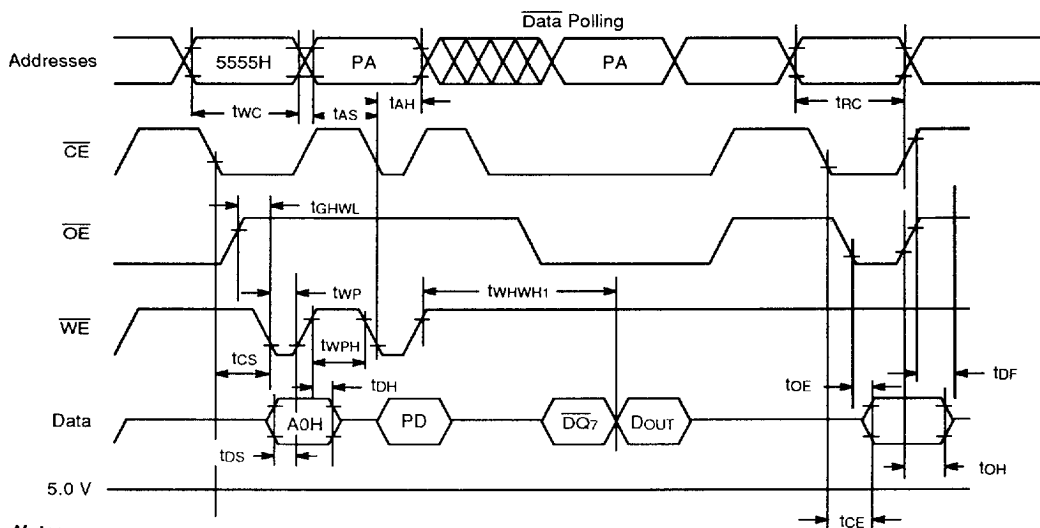 Data Polling
Addresses 5555H PA PA
tWC tAS tAH tRC
CE
tGHWL
OE
tWP tWHWH1
WE
tCS tWPH
tDH tOE tDF
Data A0H PD DQ7 DOUT
tDS tOH
5.0 V
tCE